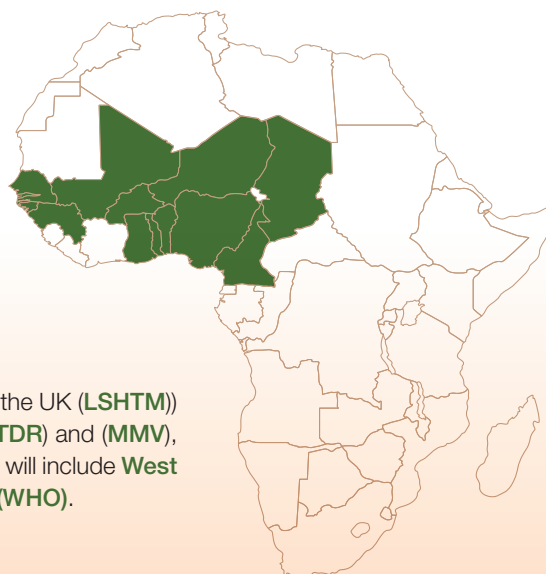 the UK (LSHTM))
TDR) and (MMV),
will include West
(WHO).